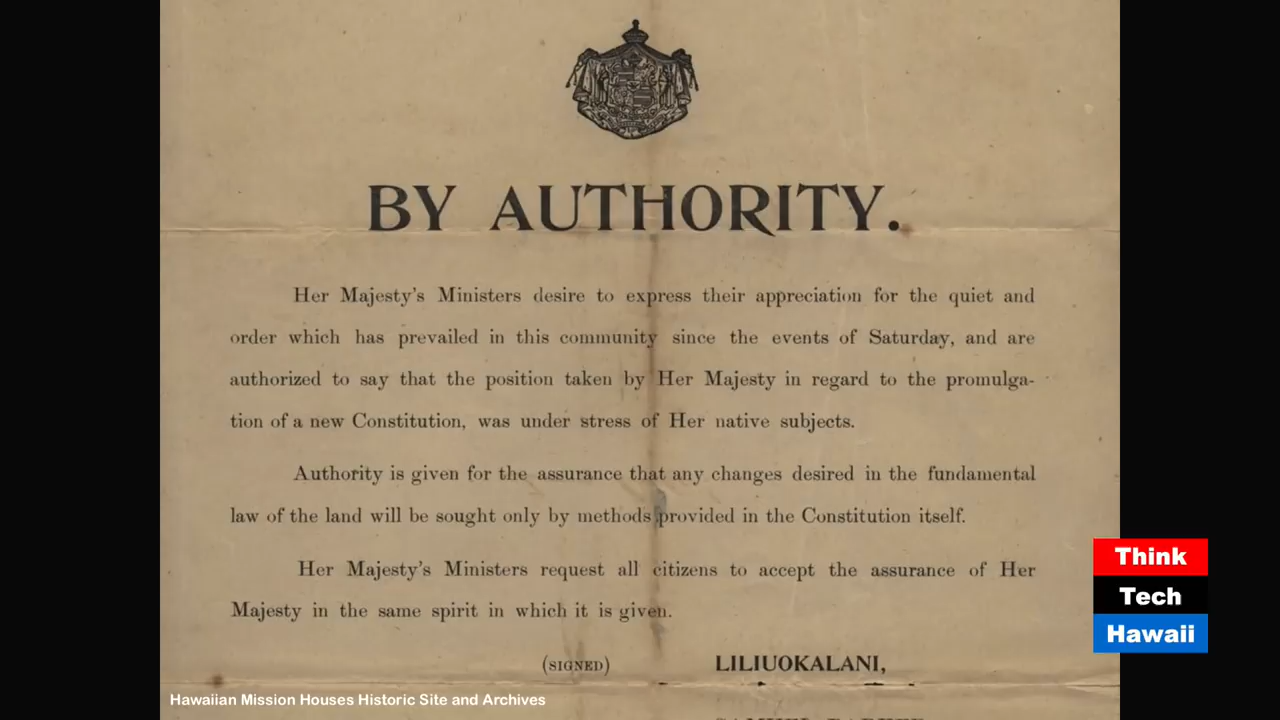 BY AUTHORITY.
Her Majesty's Ministers desire to express their appreciation for the quiet and
order which has prevailed in this community since the events of Saturday, and are
authorized to say that the position taken by Her Majesty in regard to the promulga-
tion of a new Constitution, was under stress of Her native subjects.
Authority is given for the assurance that any changes desired in the fundamental
law of the land will be sought only by methods provided in the Constitution itself.
Her Majesty's Ministers request all citizens to accept the assurance of Her
Majesty in the same spirit in which it is given.
(SIGNED) LILIUOKALANI,
Think
Tech
Hawaii
Hawaiian Mission Houses Historic Site and Archives